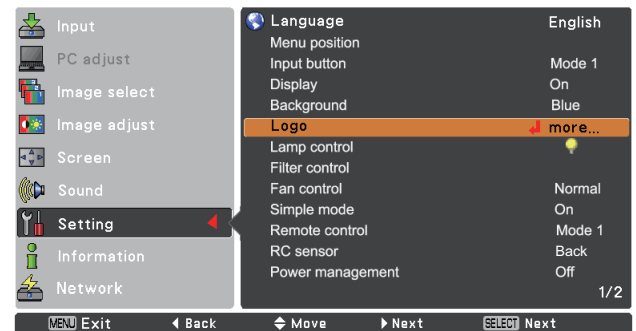 Input
PC adjust
Image select
Image adjust
Screen
Sound
Setting
Information
Network
Language English
Menu position
Input button Mode 1
Display On
Background Blue
Logo more...
Lamp control
Filter control
Fan control Normal
Simple mode On
Remote control Mode 1
RC sensor Back
Power management Off
1/2
MENU Exit Back Move Next SELECT Next